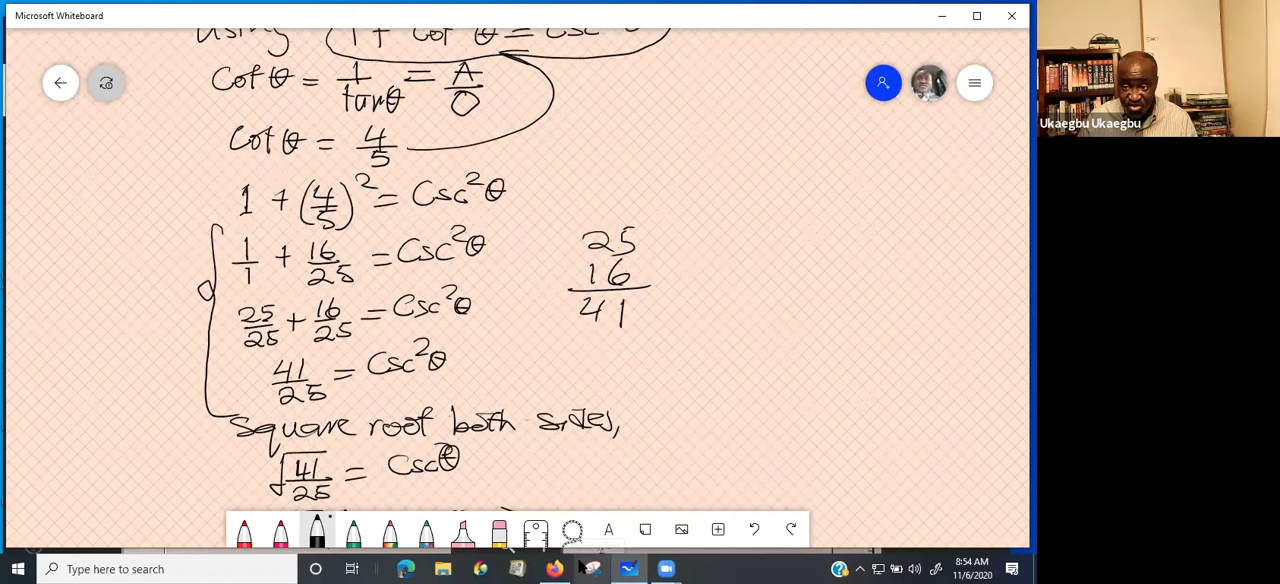 Microsoft Whiteboard
Using 1 + Cot θ = Csc θ
Cot θ = 1/tanθ = A/O
Cot θ = 4/5
1 + (4/5)² = Csc²θ
1/1 + 16/25 = Csc²θ
25/25 + 16/25 = Csc²θ
41/25 = Csc²θ
25
16
41
Square root both sides,
√41/25 = Cscθ
Ukaegbu Ukaegbu
A
Type here to search
8:54 AM
11/6/2020